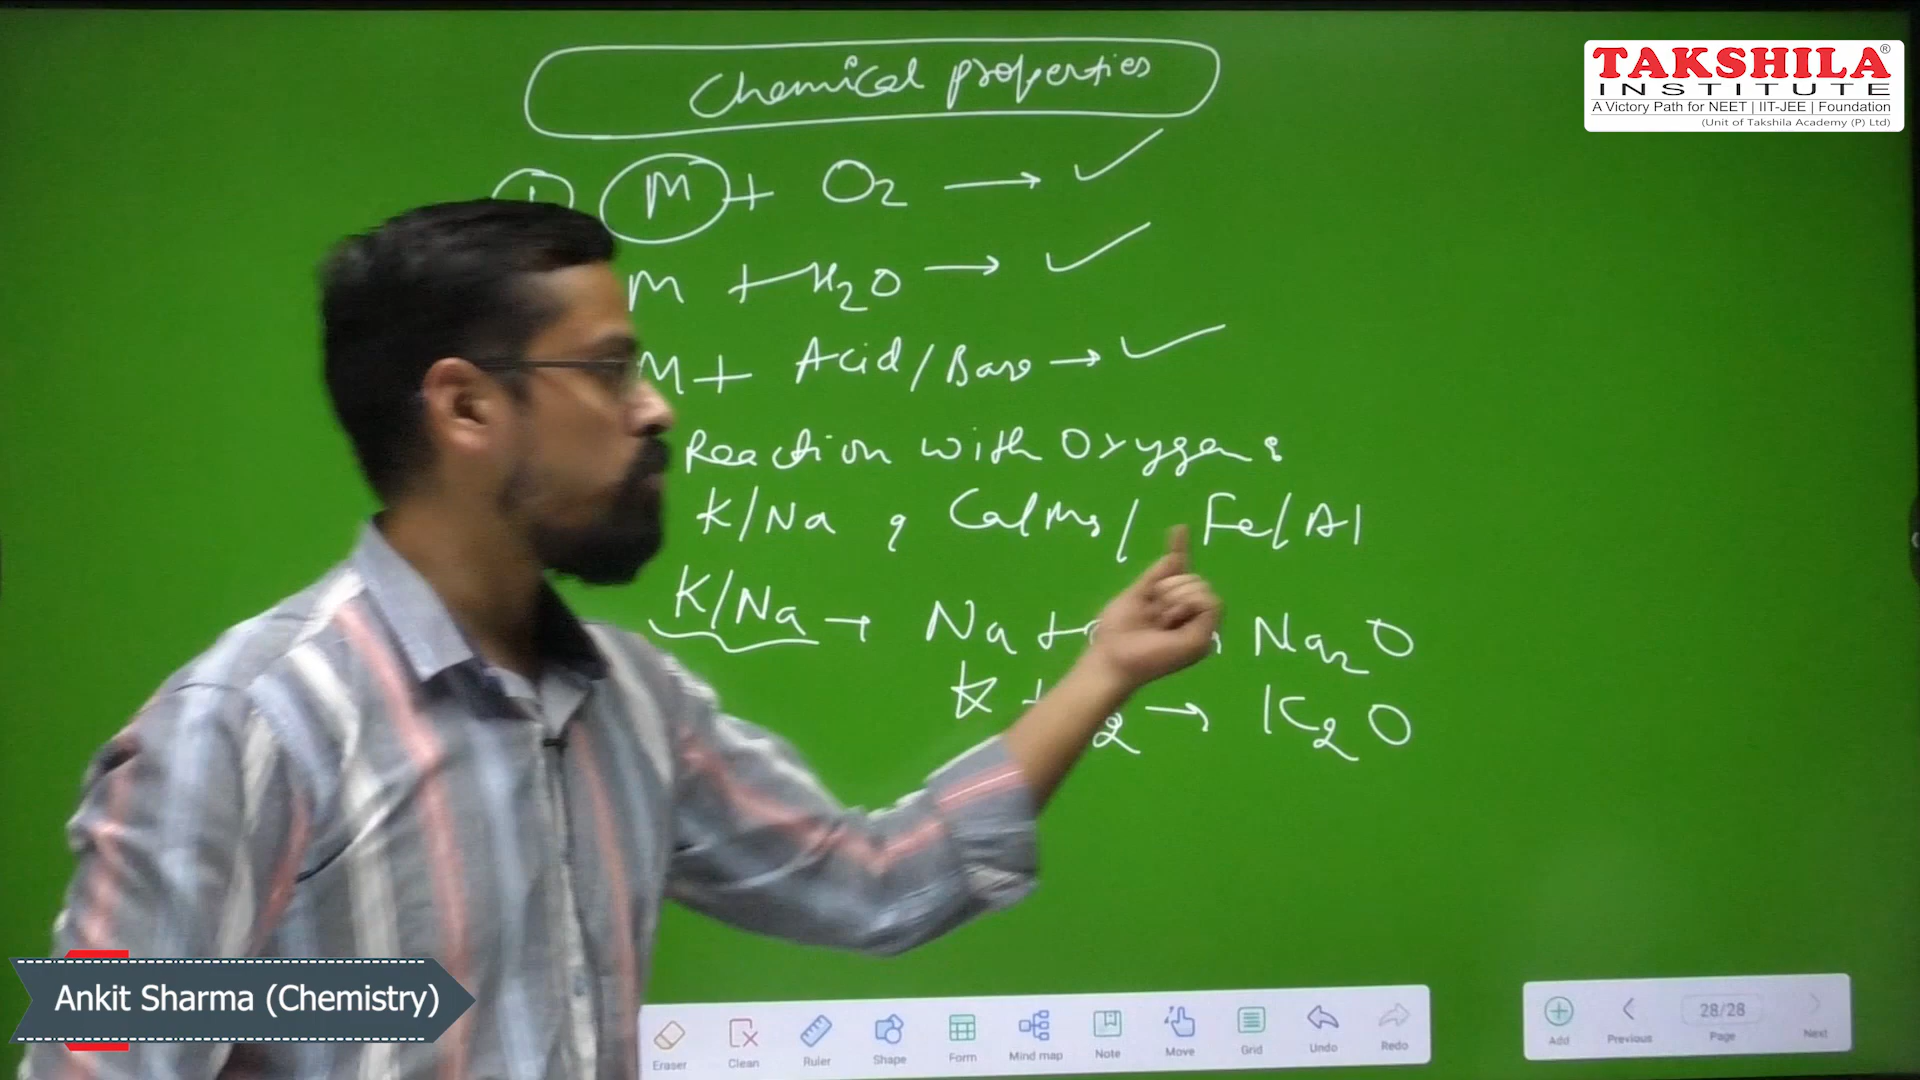 Chemical properties
TAKSHILA®
INSTITUTE
A Victory Path for NEET | IIT-JEE | Foundation
(Unit of Takshila Academy (P) Ltd)
1 M + O2 → ✓
M + H2O → ✓
M + Acid / Base → ✓
Reaction with Oxygen :
K/Na , Ca/Mg / Fe/Al
K/Na → Na + → Na2O
K + 2 → K2O
Ankit Sharma (Chemistry)
Eraser Clean Ruler Shape Form Mind map Note Move Grid Undo Redo
Add Previous 28/28 Page Next